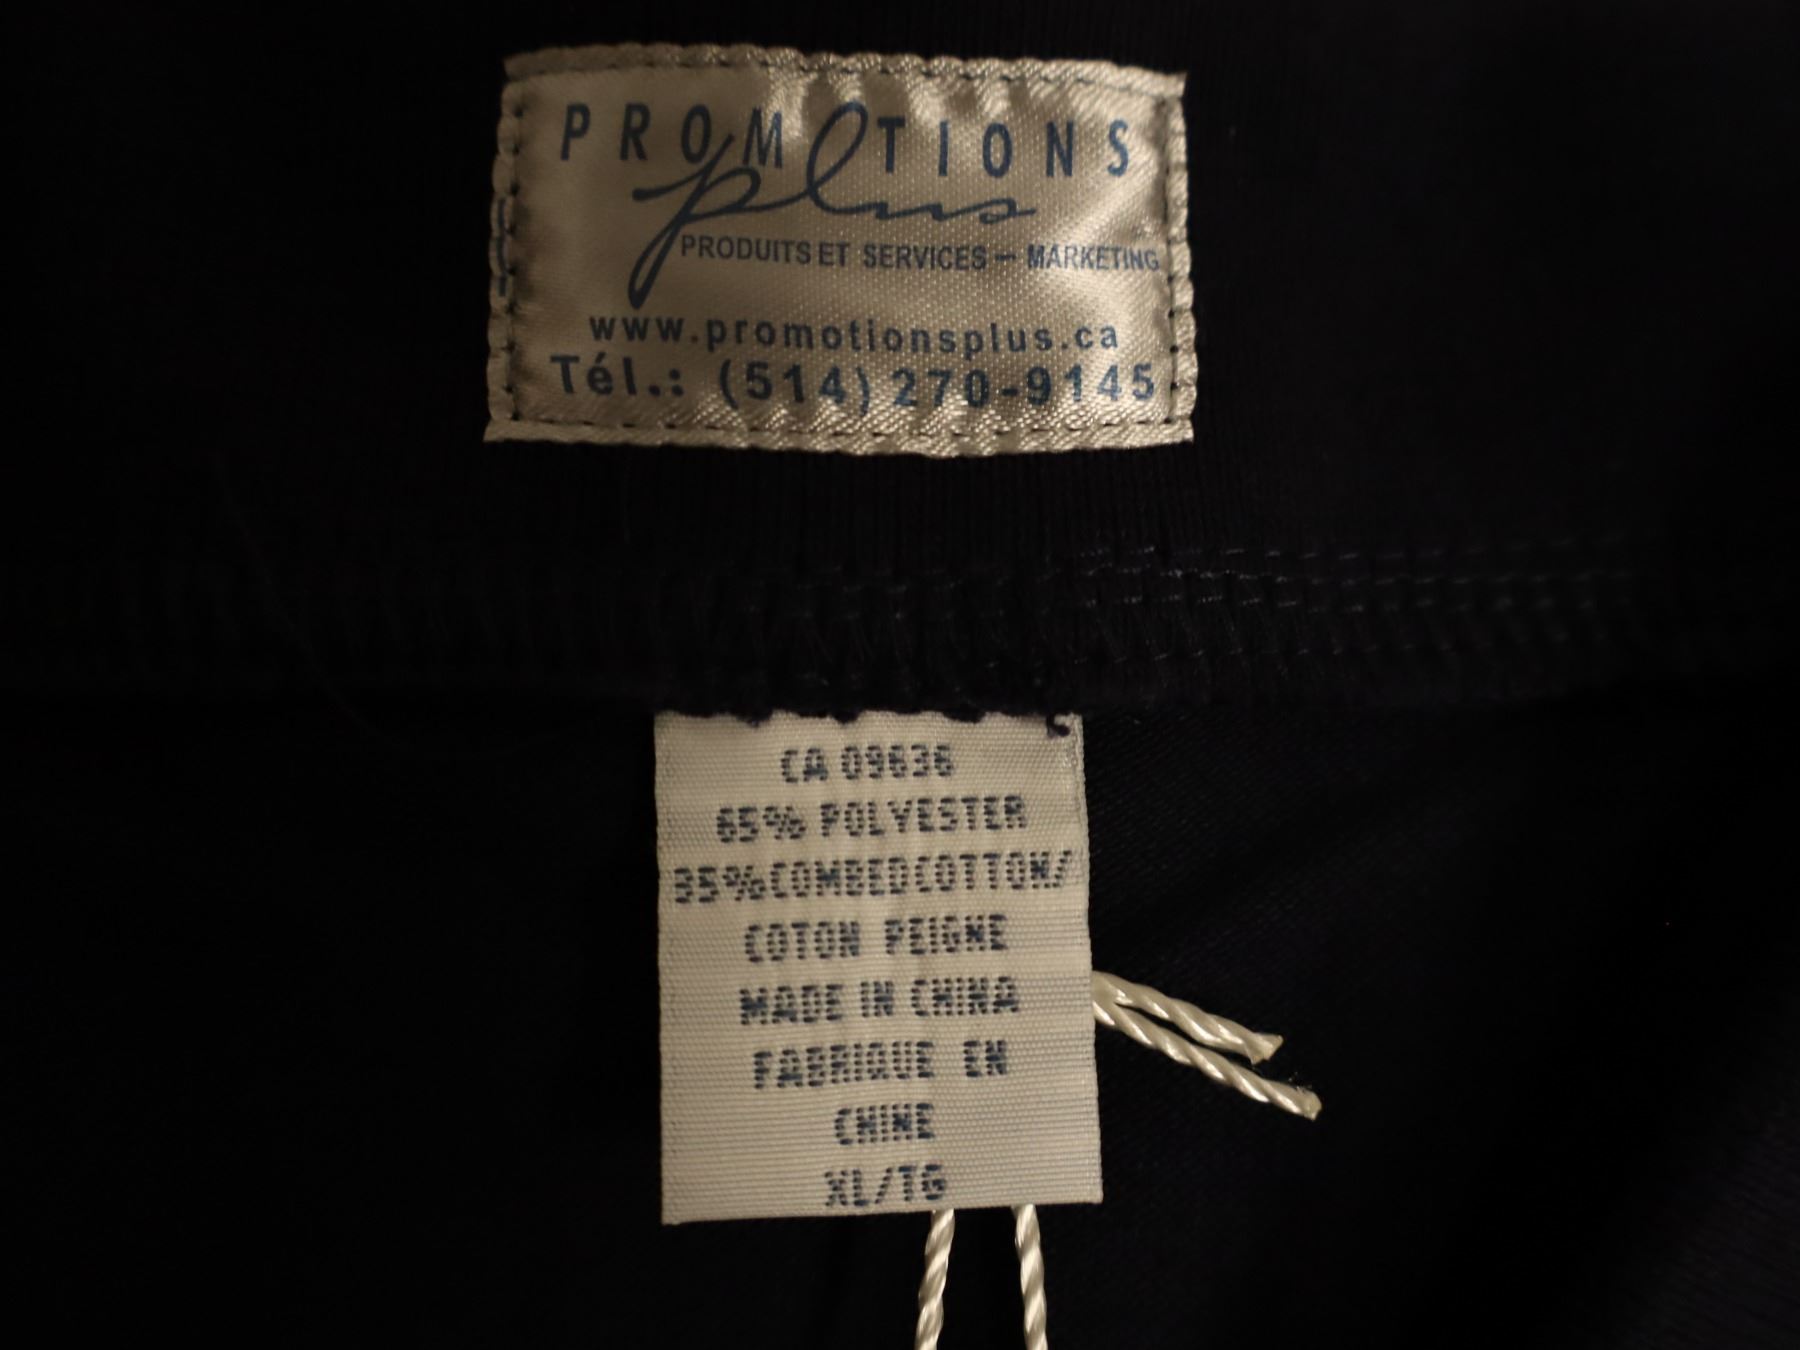 PROMOTIONS
plus
PRODUITS ET SERVICES – MARKETING
www.promotionsplus.ca
Tél.: (514) 270-9145
CA 09636
65% POLYESTER
35%COMBEDCOTTON/
COTON PEIGNE
MADE IN CHINA
FABRIQUE EN
CHINE
XL/TG